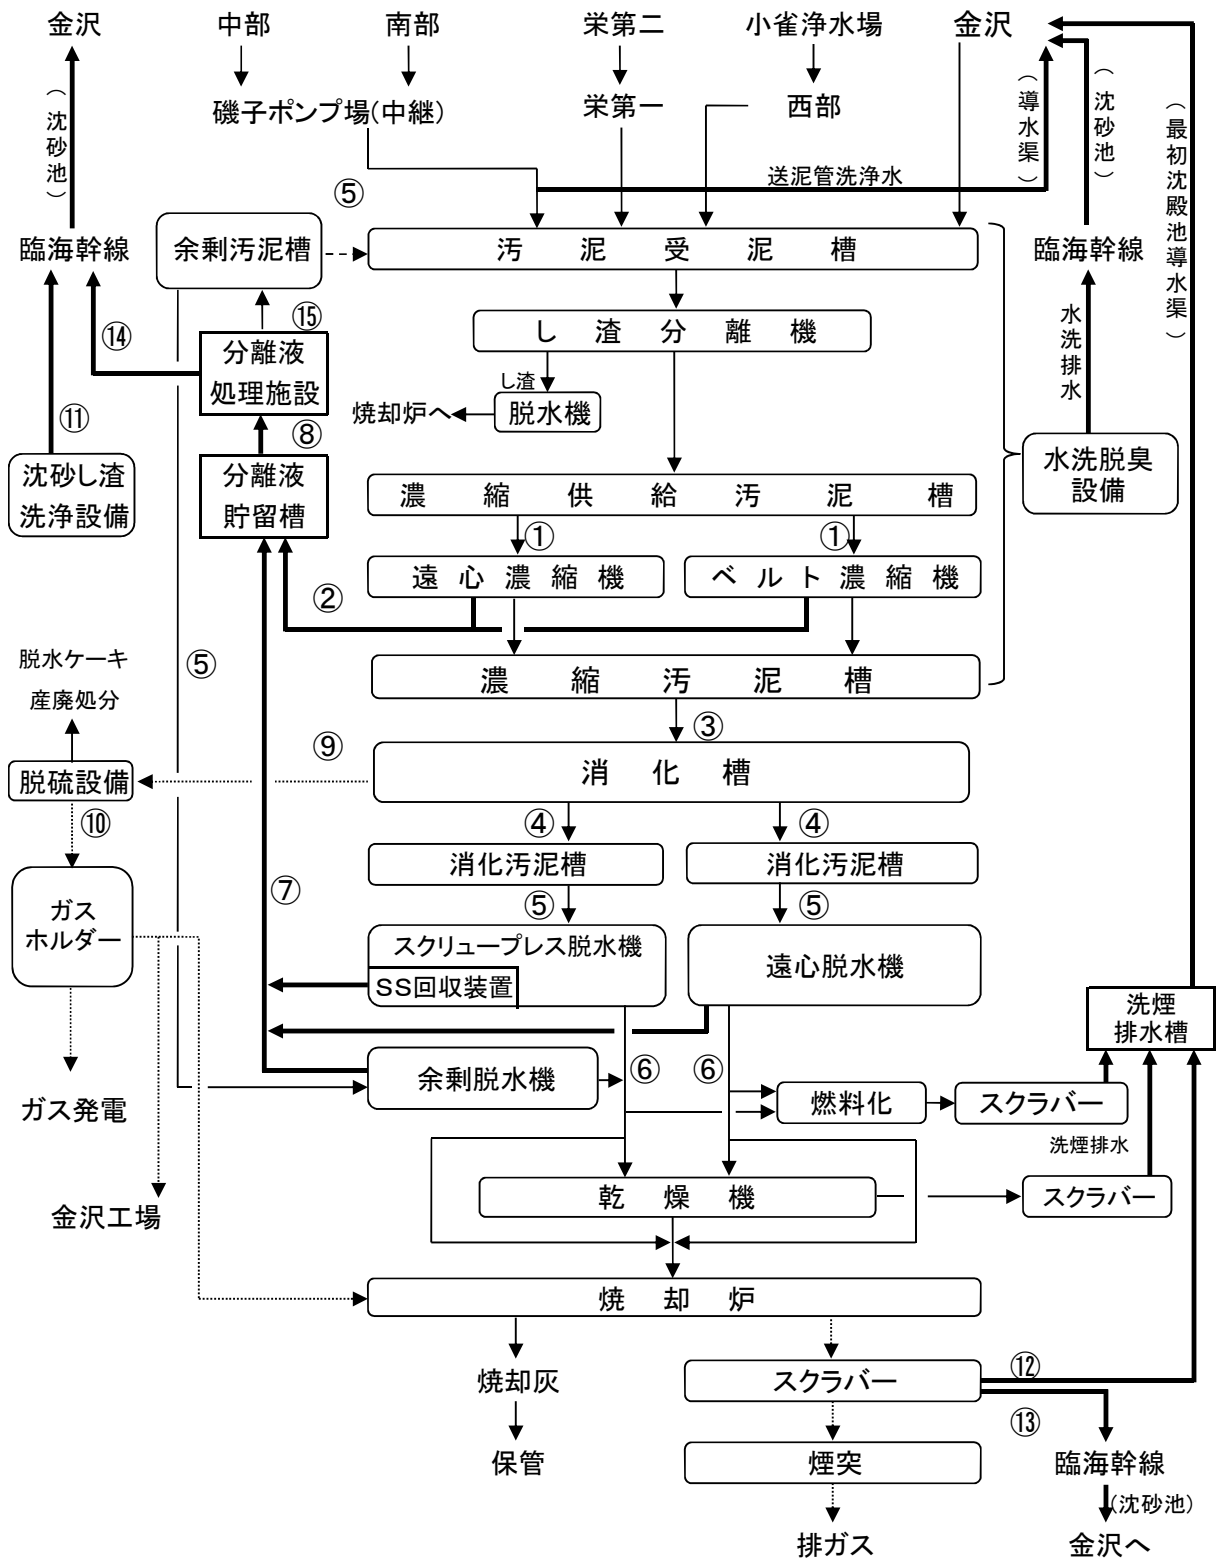 金沢
中部
南部
栄第二
小雀浄水場
金沢
磯子ポンプ場(中継)
栄第一
西部
（沈砂池）
（導水渠）
（沈砂池）
（最初沈殿池導水渠）
送泥管洗浄水
⑤
臨海幹線
余剰汚泥槽
汚泥受泥槽
臨海幹線
⑮
⑭
分離液
処理施設
し渣分離機
水洗排水
し渣
焼却炉へ
脱水機
⑪
⑧
沈砂し渣
洗浄設備
分離液
貯留槽
水洗脱臭
設備
濃縮供給汚泥槽
①
①
遠心濃縮機
ベルト濃縮機
②
脱水ケーキ
産廃処分
⑤
濃縮汚泥槽
③
⑨
消化槽
脱硫設備
⑩
④
④
消化汚泥槽
消化汚泥槽
⑦
⑤
⑤
ガス
ホルダー
スクリュープレス脱水機
SS回収装置
遠心脱水機
洗煙
排水槽
⑥
⑥
余剰脱水機
燃料化
スクラバー
ガス発電
洗煙排水
乾燥機
スクラバー
金沢工場
焼却炉
焼却灰
スクラバー
⑫
⑬
保管
煙突
臨海幹線
(沈砂池)
排ガス
金沢へ